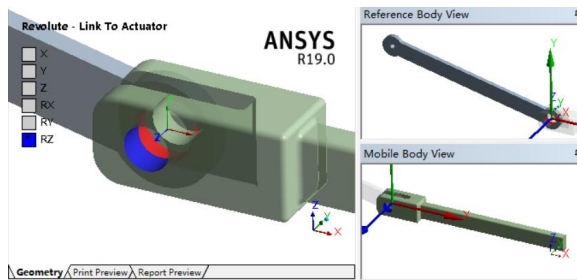 Revolute - Link To Actuator
X
Y
Z
RX
RY
RZ
ANSYS
R19.0
Y
X
Z
Z
Y
X
Geometry Print Preview Report Preview
Reference Body View
Y
Z
Y
X
Mobile Body View
X
Z
Y
X